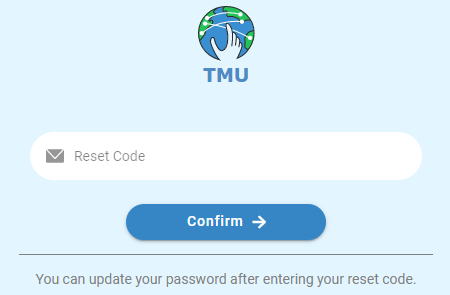 TMU
Reset Code
Confirm
You can update your password after entering your reset code.